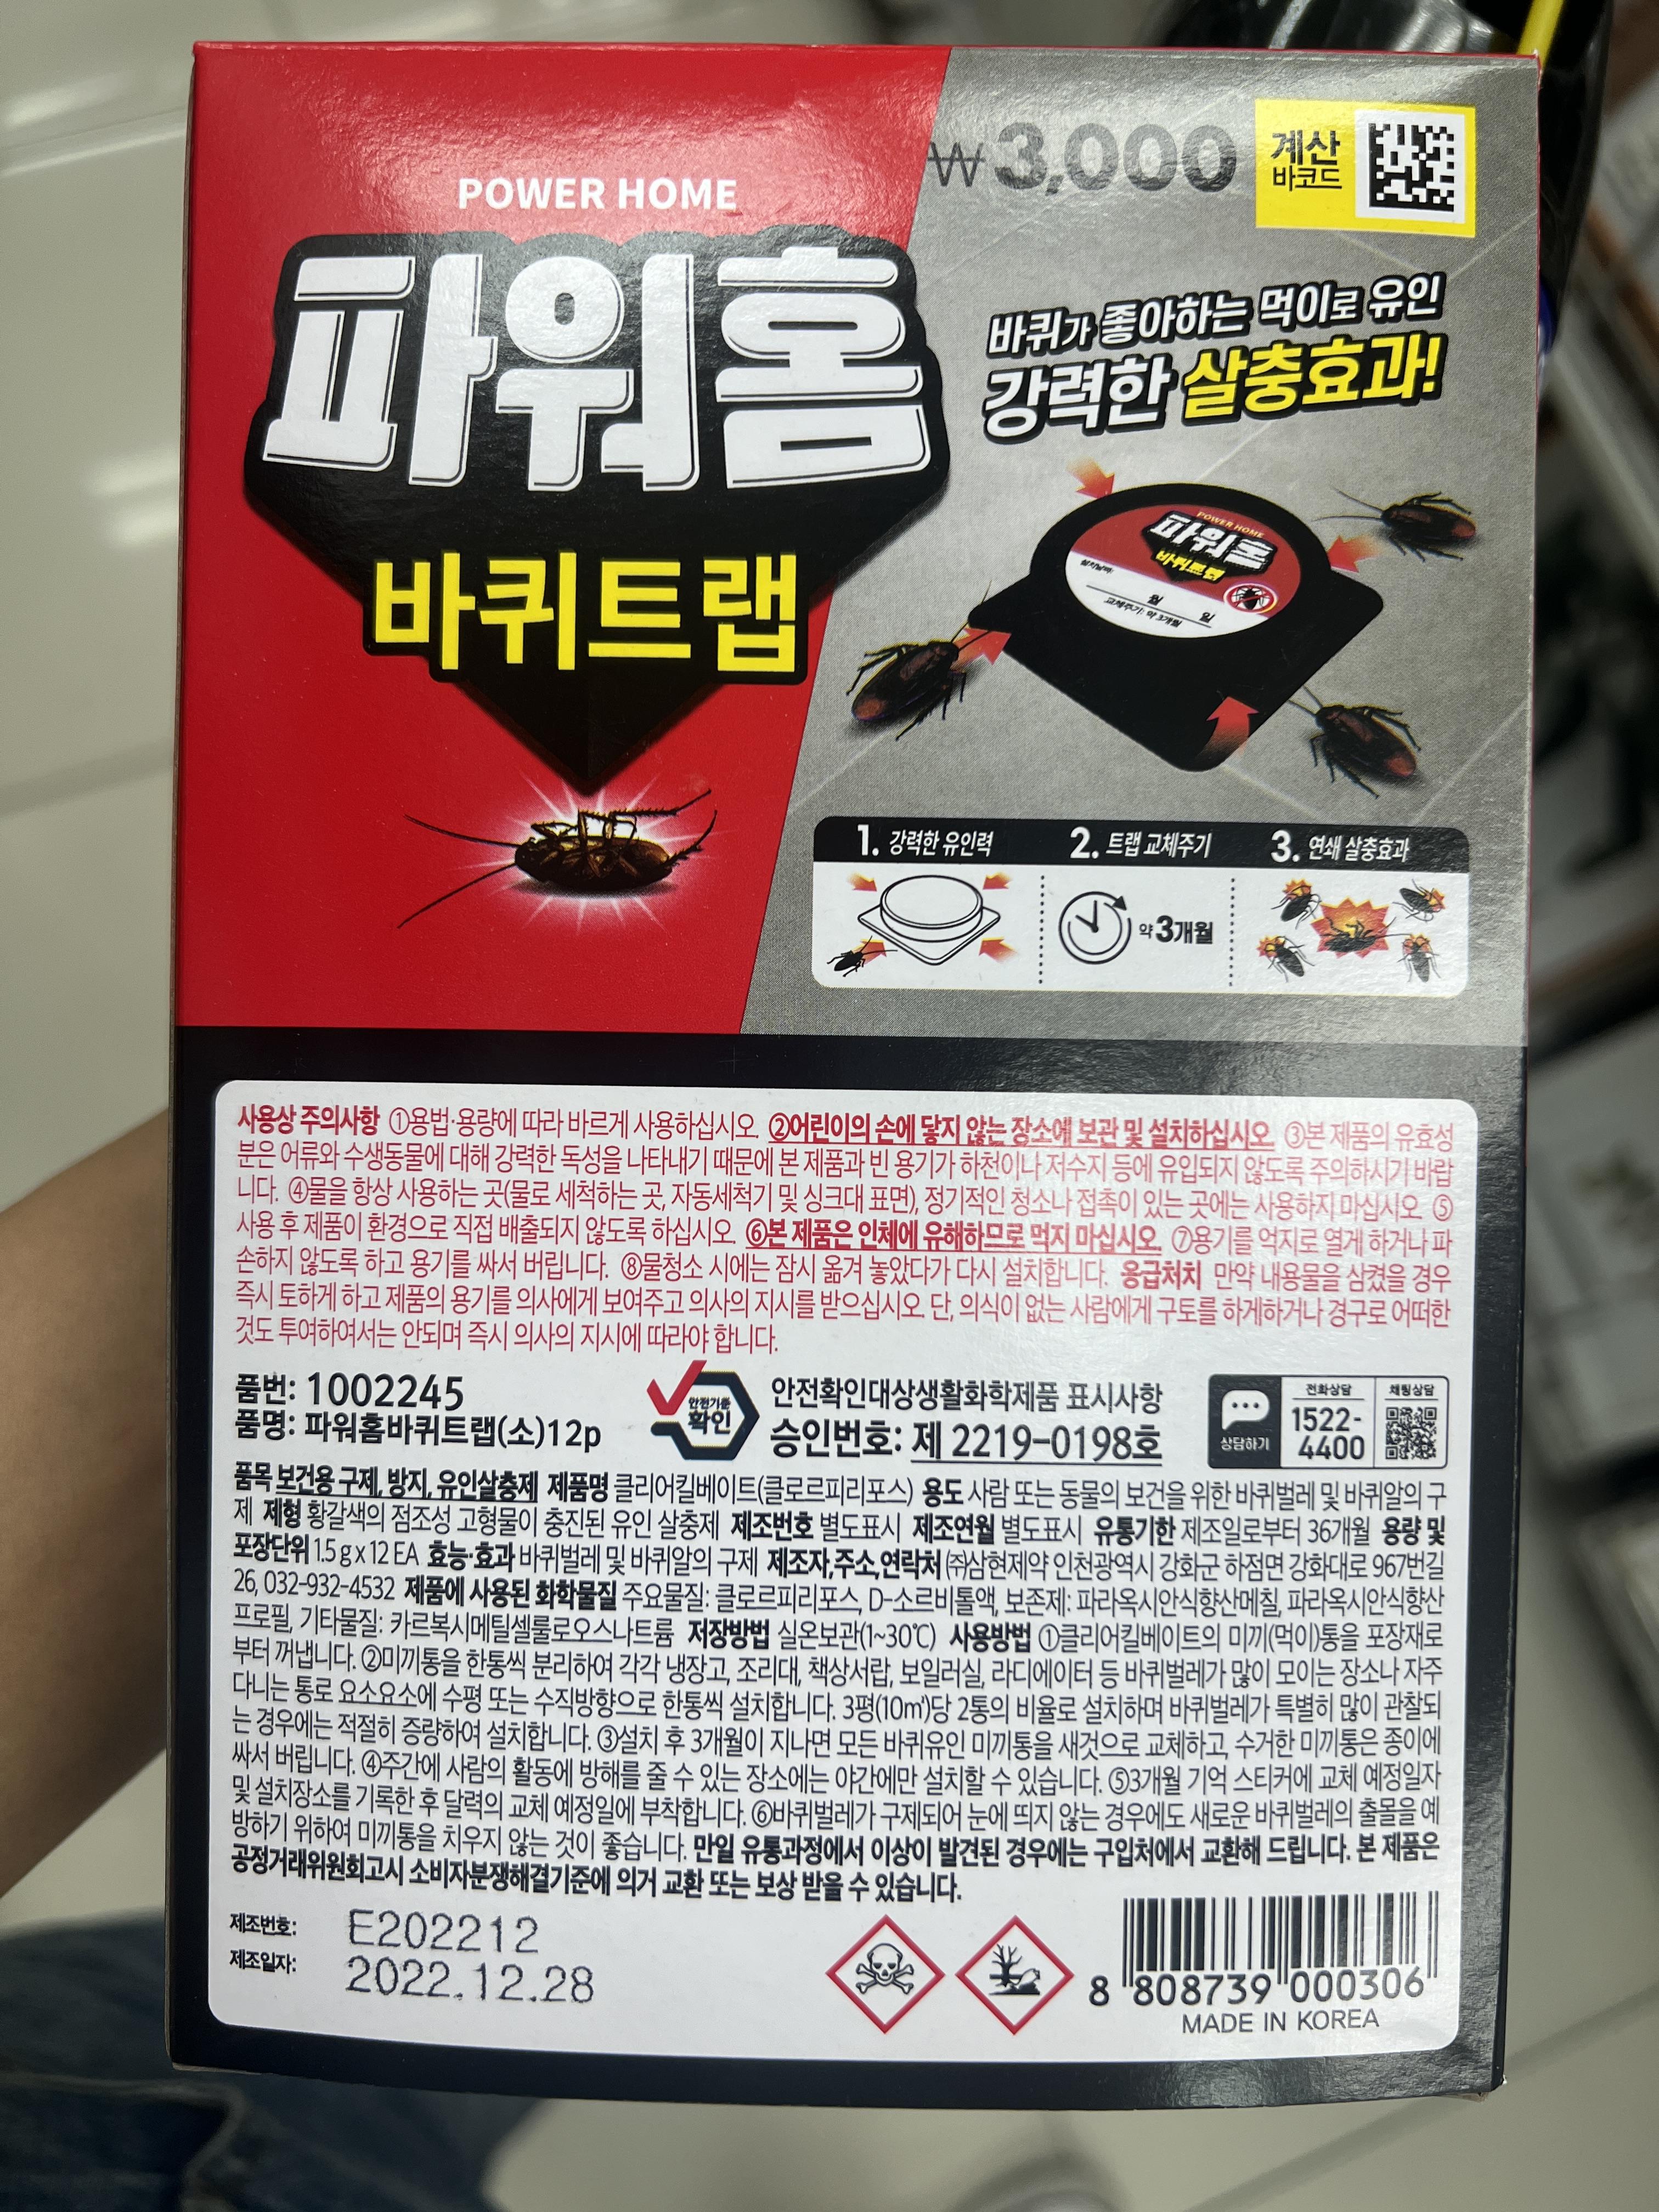 ₩3,000
계산
바코드
POWER HOME
파워홈
바퀴트랩
바퀴가 좋아하는 먹이로 유인
강력한 살충효과!
POWER HOME
파워홈
바퀴트랩
설치날짜:
월 일
교체주기: 약 3개월
1. 강력한 유인력 2. 트랩 교체주기 3. 연쇄 살충효과
약 3개월
사용상 주의사항 ①용법·용량에 따라 바르게 사용하십시오. ②어린이의 손에 닿지 않는 장소에 보관 및 설치하십시오. ③본 제품의 유효성
분은 어류와 수생동물에 대해 강력한 독성을 나타내기 때문에 본 제품과 빈 용기가 하천이나 저수지 등에 유입되지 않도록 주의하시기 바랍
니다. ④물을 항상 사용하는 곳(물로 세척하는 곳, 자동세척기 및 싱크대 표면), 정기적인 청소나 접촉이 있는 곳에는 사용하지 마십시오. ⑤
사용 후 제품이 환경으로 직접 배출되지 않도록 하십시오. ⑥본 제품은 인체에 유해하므로 먹지 마십시오. ⑦용기를 억지로 열게 하거나 파
손하지 않도록 하고 용기를 싸서 버립니다. ⑧물청소 시에는 잠시 옮겨 놓았다가 다시 설치합니다. 응급처치 만약 내용물을 삼켰을 경우
즉시 토하게 하고 제품의 용기를 의사에게 보여주고 의사의 지시를 받으십시오. 단, 의식이 없는 사람에게 구토를 하게하거나 경구로 어떠한
것도 투여하여서는 안되며 즉시 의사의 지시에 따라야 합니다.
품번: 1002245
품명: 파워홈바퀴트랩(소)12p
안전기준
확인
안전확인대상생활화학제품 표시사항
승인번호: 제 2219-0198호
상담하기
전화상담
1522-
4400
채팅상담
품목 보건용 구제, 방지, 유인살충제 제품명 클리어킬베이트(클로르피리포스) 용도 사람 또는 동물의 보건을 위한 바퀴벌레 및 바퀴알의 구
제 제형 황갈색의 점조성 고형물이 충진된 유인 살충제 제조번호 별도표시 제조연월 별도표시 유통기한 제조일로부터 36개월 용량 및
포장단위 1.5g x 12 EA 효능·효과 바퀴벌레 및 바퀴알의 구제 제조자,주소,연락처 ㈜삼현제약 인천광역시 강화군 하점면 강화대로 967번길
26, 032-932-4532 제품에 사용된 화학물질 주요물질: 클로르피리포스, D-소르비톨액, 보존제: 파라옥시안식향산메칠, 파라옥시안식향산
프로필, 기타물질: 카르복시메틸셀룰로오스나트륨 저장방법 실온보관(1~30℃) 사용방법 ①클리어킬베이트의 미끼(먹이)통을 포장재로
부터 꺼냅니다. ②미끼통을 한통씩 분리하여 각각 냉장고, 조리대, 책상서랍, 보일러실, 라디에이터 등 바퀴벌레가 많이 모이는 장소나 자주
다니는 통로 요소요소에 수평 또는 수직방향으로 한통씩 설치합니다. 3평(10㎡)당 2통의 비율로 설치하며 바퀴벌레가 특별히 많이 관찰되
는 경우에는 적절히 증량하여 설치합니다. ③설치 후 3개월이 지나면 모든 바퀴유인 미끼통을 새것으로 교체하고, 수거한 미끼통은 종이에
싸서 버립니다. ④주간에 사람의 활동에 방해를 줄 수 있는 장소에는 야간에만 설치할 수 있습니다. ⑤3개월 기억 스티커에 교체 예정일자
및 설치장소를 기록한 후 달력의 교체 예정일에 부착합니다. ⑥바퀴벌레가 구제되어 눈에 띄지 않는 경우에도 새로운 바퀴벌레의 출몰을 예
방하기 위하여 미끼통을 치우지 않는 것이 좋습니다. 만일 유통과정에서 이상이 발견된 경우에는 구입처에서 교환해 드립니다. 본 제품은
공정거래위원회고시 소비자분쟁해결기준에 의거 교환 또는 보상 받을 수 있습니다.
제조번호: E202212
제조일자: 2022.12.28
8 808739 000306
MADE IN KOREA